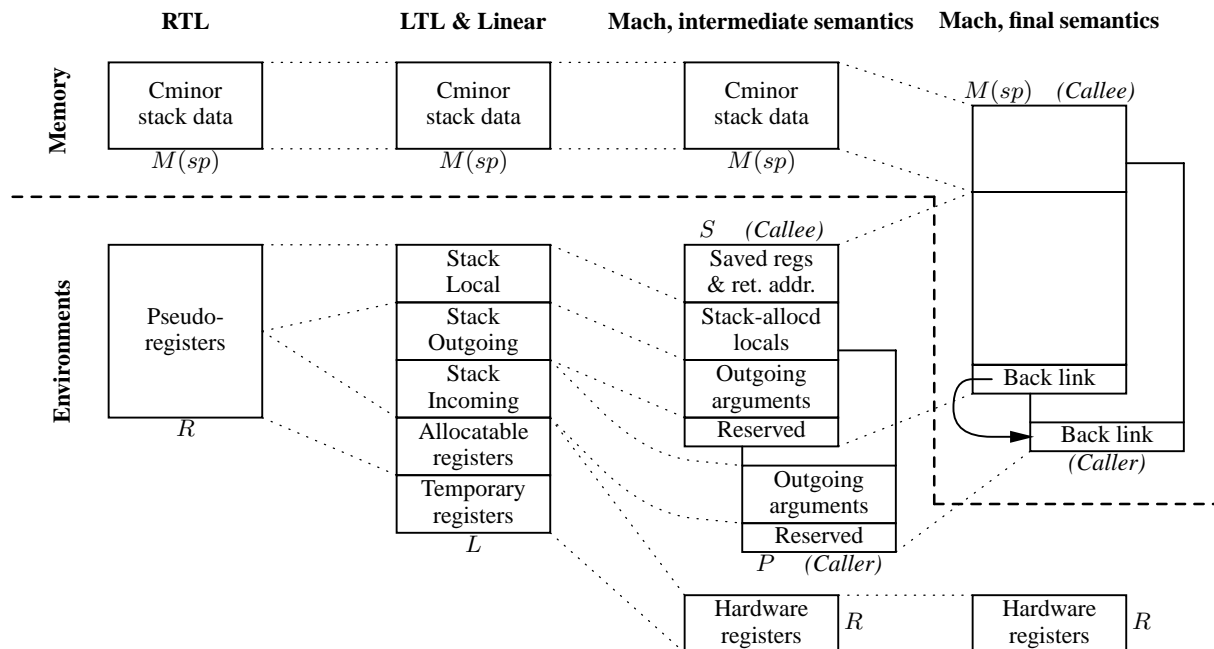 RTL
LTL & Linear
Mach, intermediate semantics
Mach, final semantics
Memory
Cminor
stack data
M(sp)
Cminor
stack data
M(sp)
Cminor
stack data
M(sp)
M(sp) (Callee)
Environments
Pseudo-
registers
R
Stack
Local
Stack
Outgoing
Stack
Incoming
Allocatable
registers
Temporary
registers
L
S (Callee)
Saved regs
& ret. addr.
Stack-allocd
locals
Outgoing
arguments
Reserved
Outgoing
arguments
Reserved
P (Caller)
Back link
Back link
(Caller)
Hardware
registers
R
Hardware
registers
R